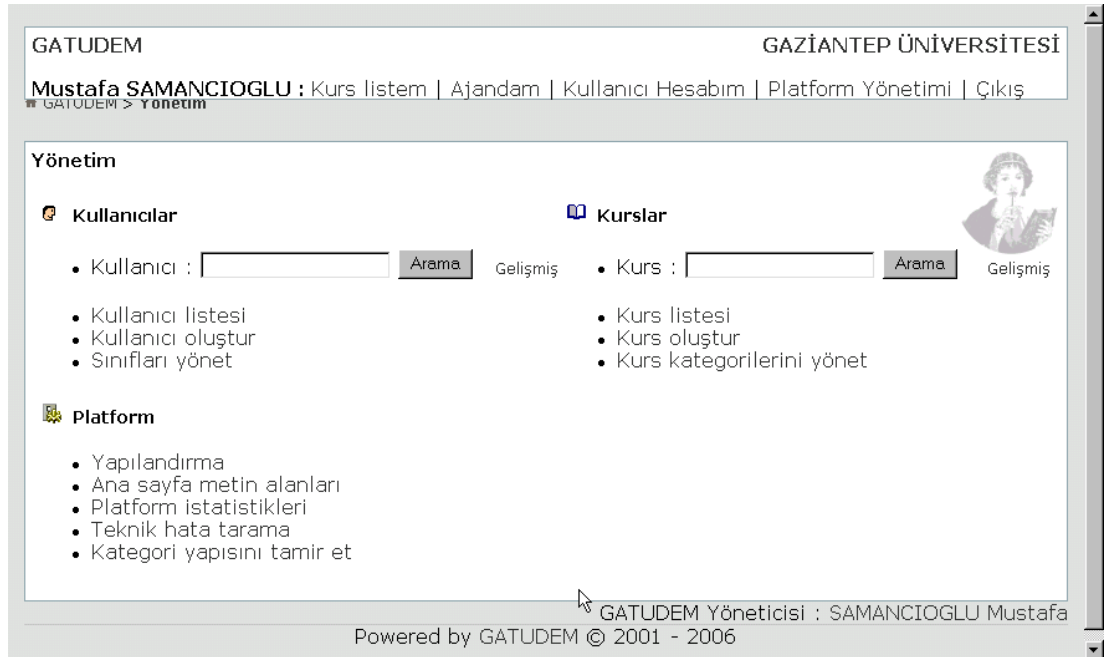 GATUDEM GAZİANTEP ÜNİVERSİTESİ
Mustafa SAMANCIOGLU : Kurs listem | Ajandam | Kullanıcı Hesabım | Platform Yönetimi | Çıkış
GATUDEM > Yönetim
Yönetim
Kullanıcılar
Kullanıcı : Arama Gelişmiş
Kullanıcı listesi
Kullanıcı oluştur
Sınıfları yönet
Kurslar
Kurs : Arama Gelişmiş
Kurs listesi
Kurs oluştur
Kurs kategorilerini yönet
Platform
Yapılandırma
Ana sayfa metin alanları
Platform istatistikleri
Teknik hata tarama
Kategori yapısını tamir et
GATUDEM Yöneticisi : SAMANCIOGLU Mustafa
Powered by GATUDEM © 2001 - 2006